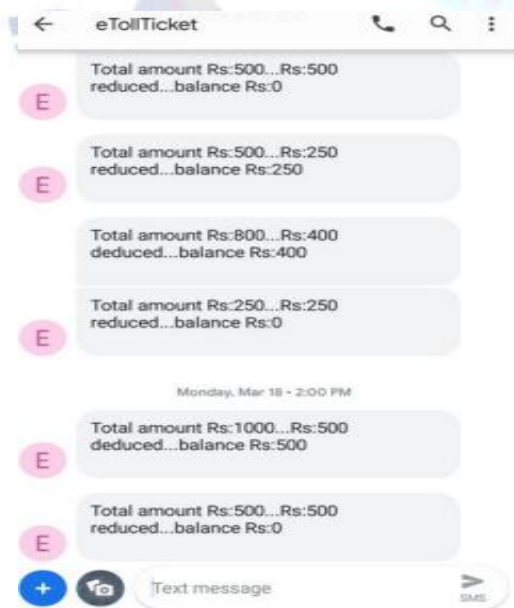 eTollTicket
Total amount Rs:500...Rs:500
reduced...balance Rs:0
E
Total amount Rs:500...Rs:250
reduced...balance Rs:250
E
Total amount Rs:800...Rs:400
deduced...balance Rs:400
Total amount Rs:250...Rs:250
reduced...balance Rs:0
E
Monday, Mar 18 • 2:00 PM
Total amount Rs:1000...Rs:500
deduced...balance Rs:500
E
Total amount Rs:500...Rs:500
reduced...balance Rs:0
E
Text message
SMS